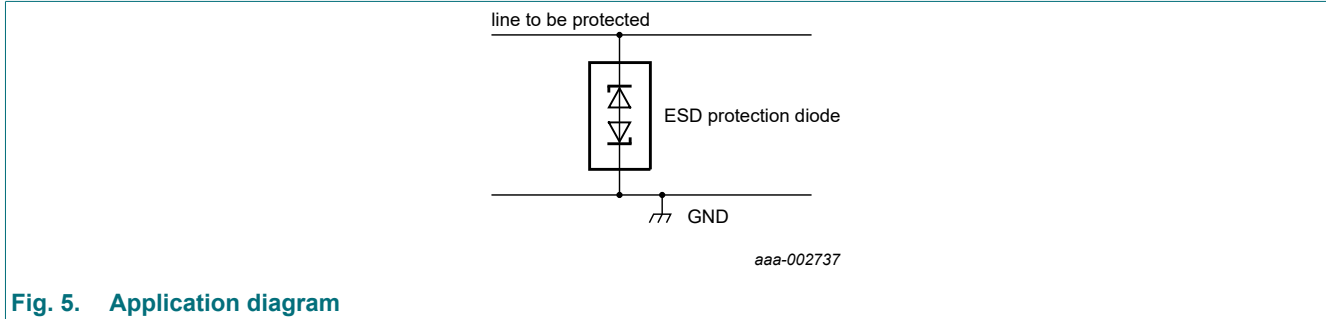 line to be protected
ESD protection diode
GND
aaa-002737
Fig. 5. Application diagram